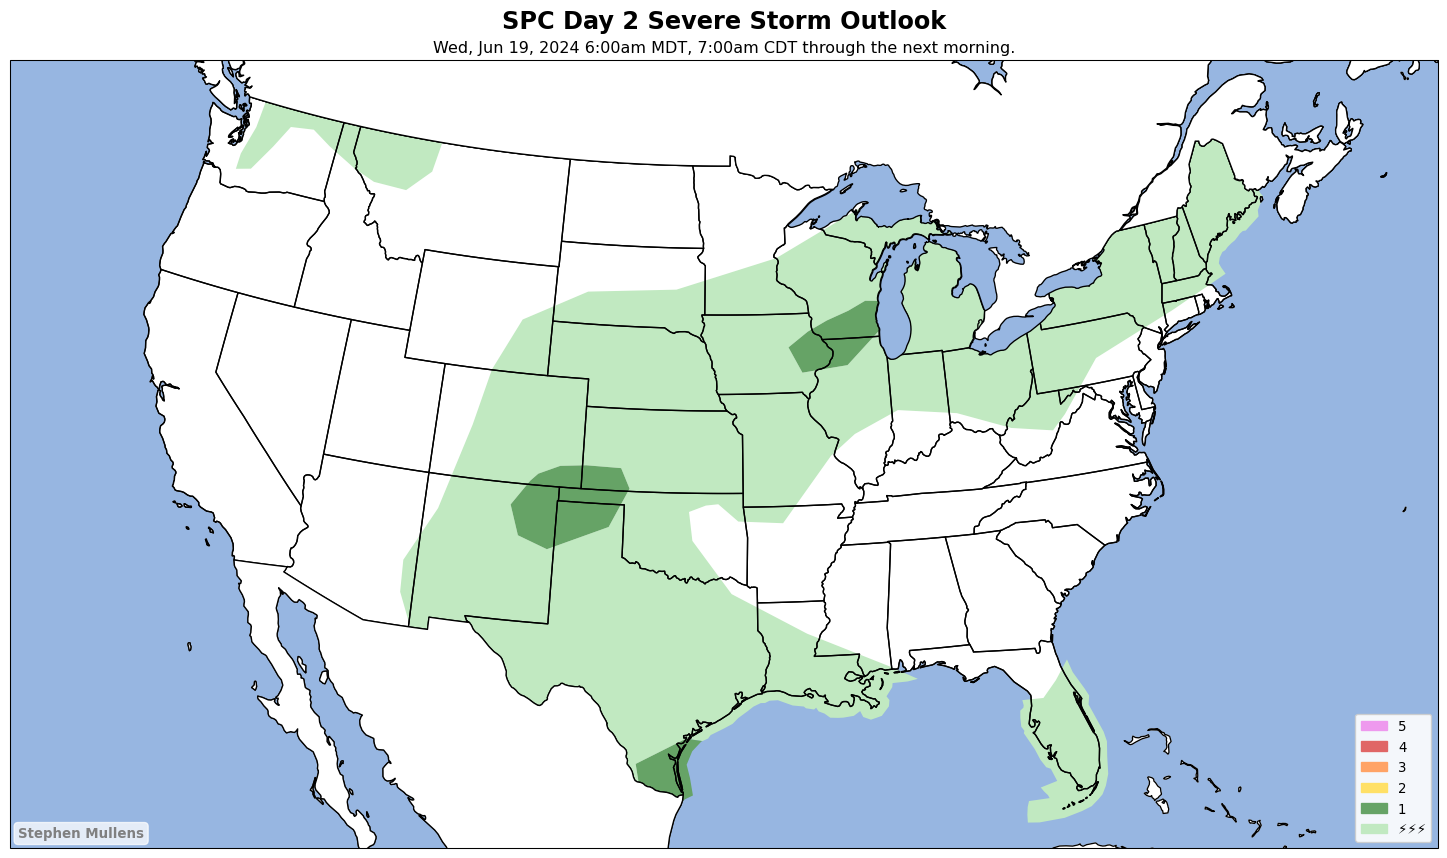 SPC Day 2 Severe Storm Outlook
Wed, Jun 19, 2024 6:00am MDT, 7:00am CDT through the next morning.
5
4
3
2
1
⚡⚡⚡
Stephen Mullens